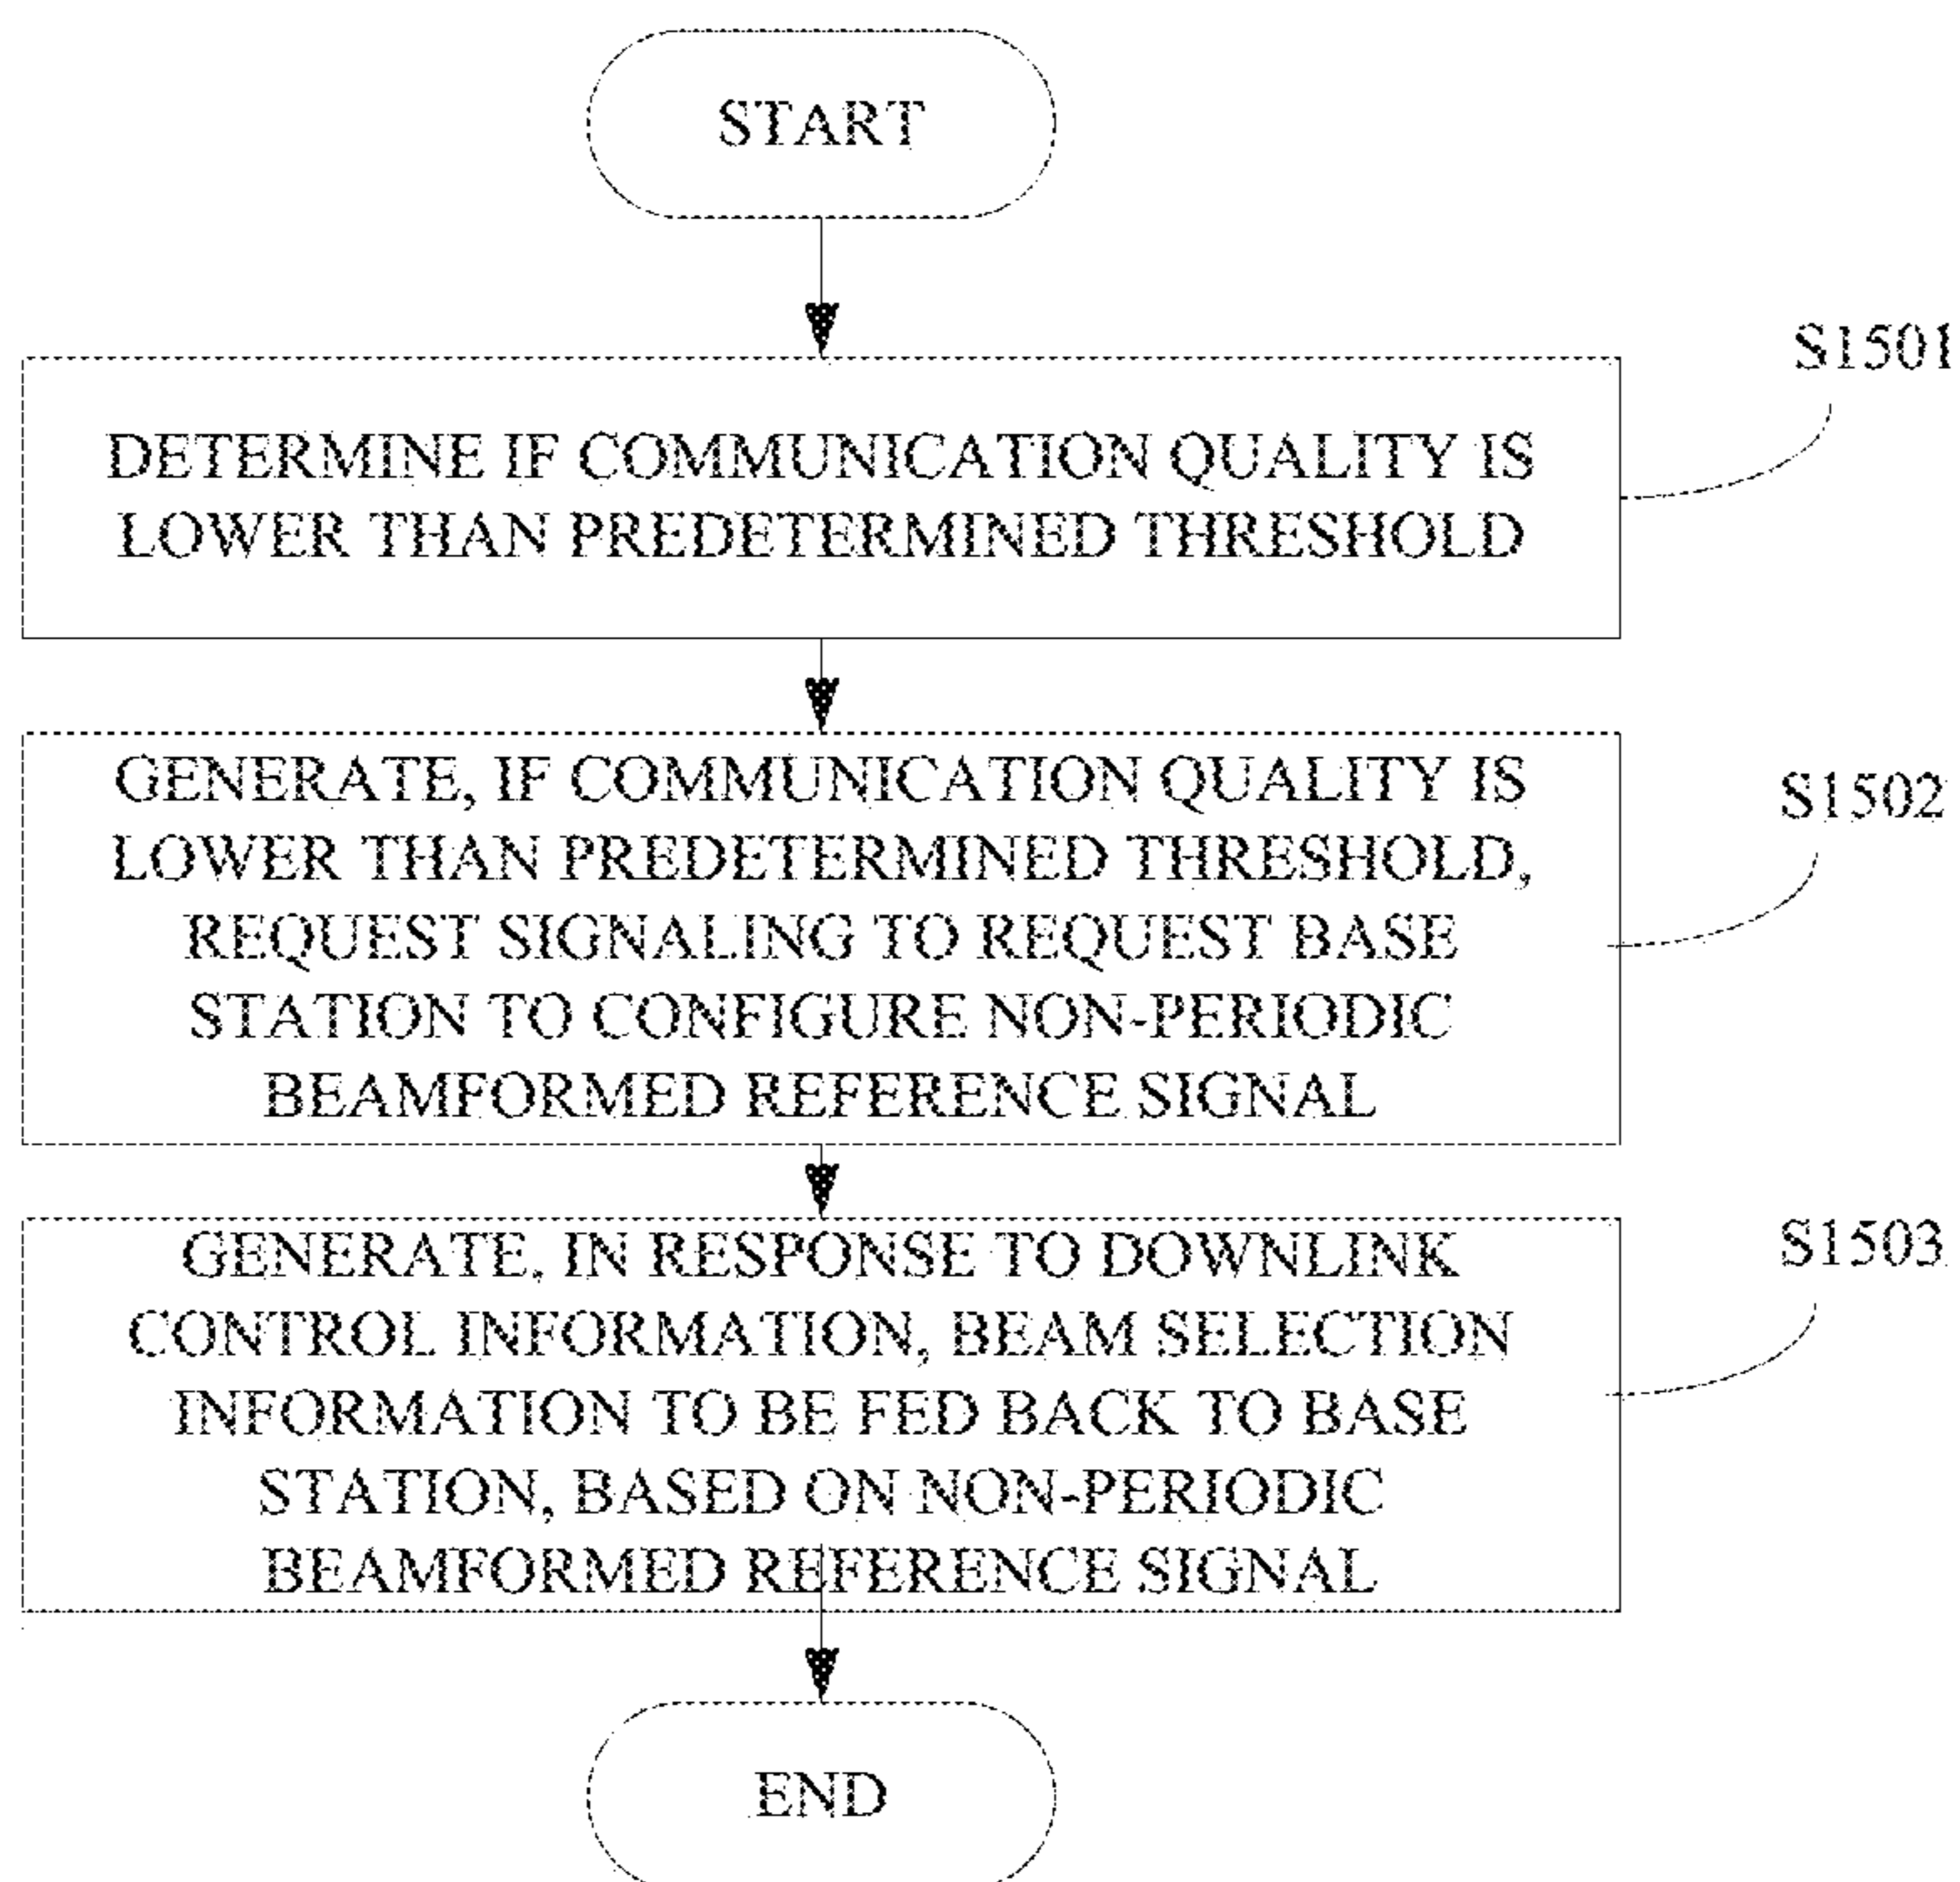 START
S1501
DETERMINE IF COMMUNICATION QUALITY IS
LOWER THAN PREDETERMINED THRESHOLD
S1502
GENERATE, IF COMMUNICATION QUALITY IS
LOWER THAN PREDETERMINED THRESHOLD,
REQUEST SIGNALING TO REQUEST BASE
STATION TO CONFIGURE NON-PERIODIC
BEAMFORMED REFERENCE SIGNAL
S1503
GENERATE, IN RESPONSE TO DOWNLINK
CONTROL INFORMATION, BEAM SELECTION
INFORMATION TO BE FED BACK TO BASE
STATION, BASED ON NON-PERIODIC
BEAMFORMED REFERENCE SIGNAL
END